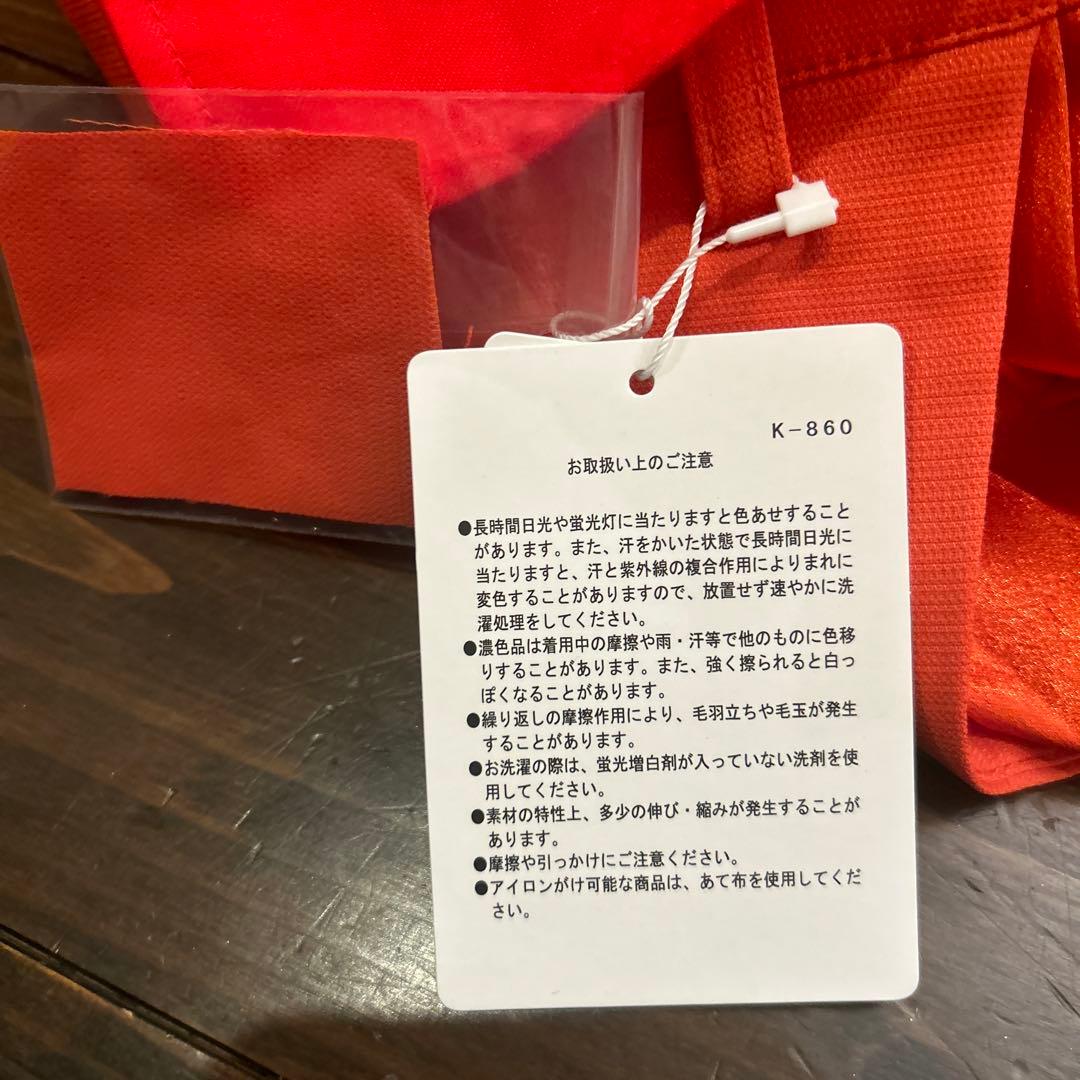 K-860
お取扱い上のご注意
●長時間日光や蛍光灯に当たりますと色あせすること
があります。また、汗をかいた状態で長時間日光に
当たりますと、汗と紫外線の複合作用によりまれに
変色することがありますので、放置せず速やかに洗
濯処理をしてください。
●濃色品は着用中の摩擦や雨・汗等で他のものに色移
りすることがあります。また、強く擦られると白っ
ぽくなることがあります。
●繰り返しの摩擦作用により、毛羽立ちや毛玉が発生
することがあります。
●お洗濯の際は、蛍光増白剤が入っていない洗剤を使
用してください。
●素材の特性上、多少の伸び・縮みが発生することが
あります。
●摩擦や引っかけにご注意ください。
●アイロンがけ可能な商品は、あて布を使用してくだ
さい。